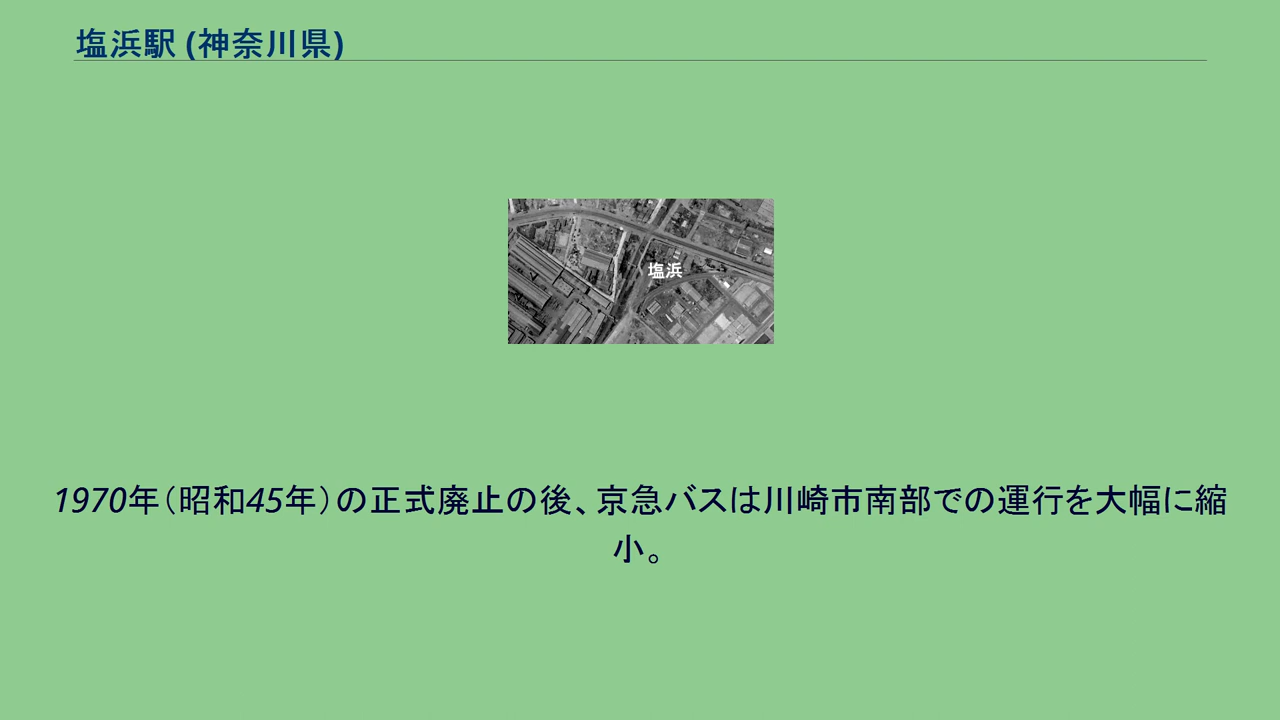 塩浜駅 (神奈川県)
塩浜
1970年（昭和45年）の正式廃止の後、京急バスは川崎市南部での運行を大幅に縮
小。